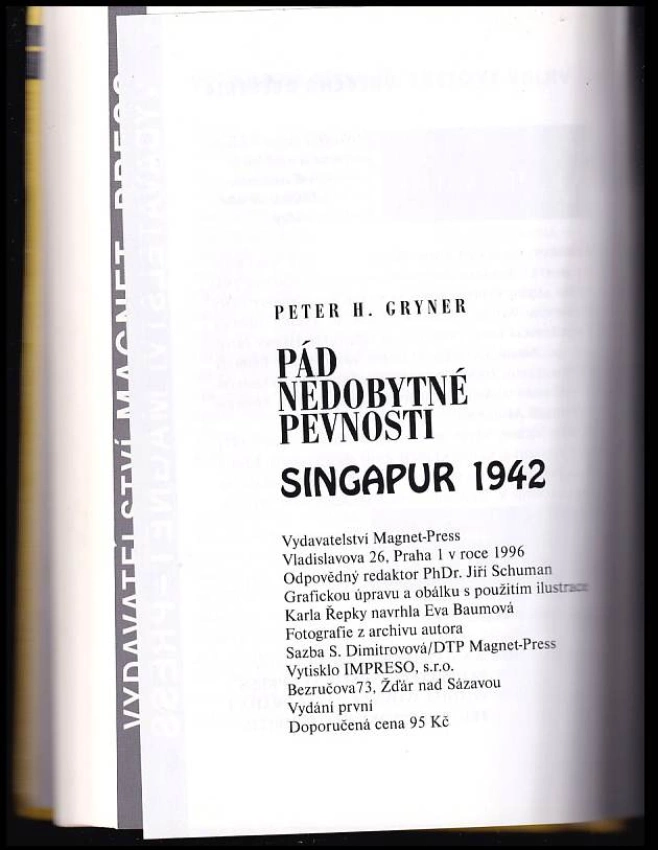 PETER H. GRYNER
PÁD
NEDOBYTNÉ
PEVNOSTI
SINGAPUR 1942
Vydavatelství Magnet-Press
Vladislavova 26, Praha 1 v roce 1996
Odpovědný redaktor PhDr. Jiří Schuman
Grafickou úpravu a obálku s použitím ilustrace
Karla Řepky navrhla Eva Baumová
Fotografie z archivu autora
Sazba S. Dimitrovová/DTP Magnet-Press
Vytisklo IMPRESO, s.r.o.
Bezručova73, Žďár nad Sázavou
Vydání první
Doporučená cena 95 Kč
VYDAVATELSTVÍ MAGNET-PRESS